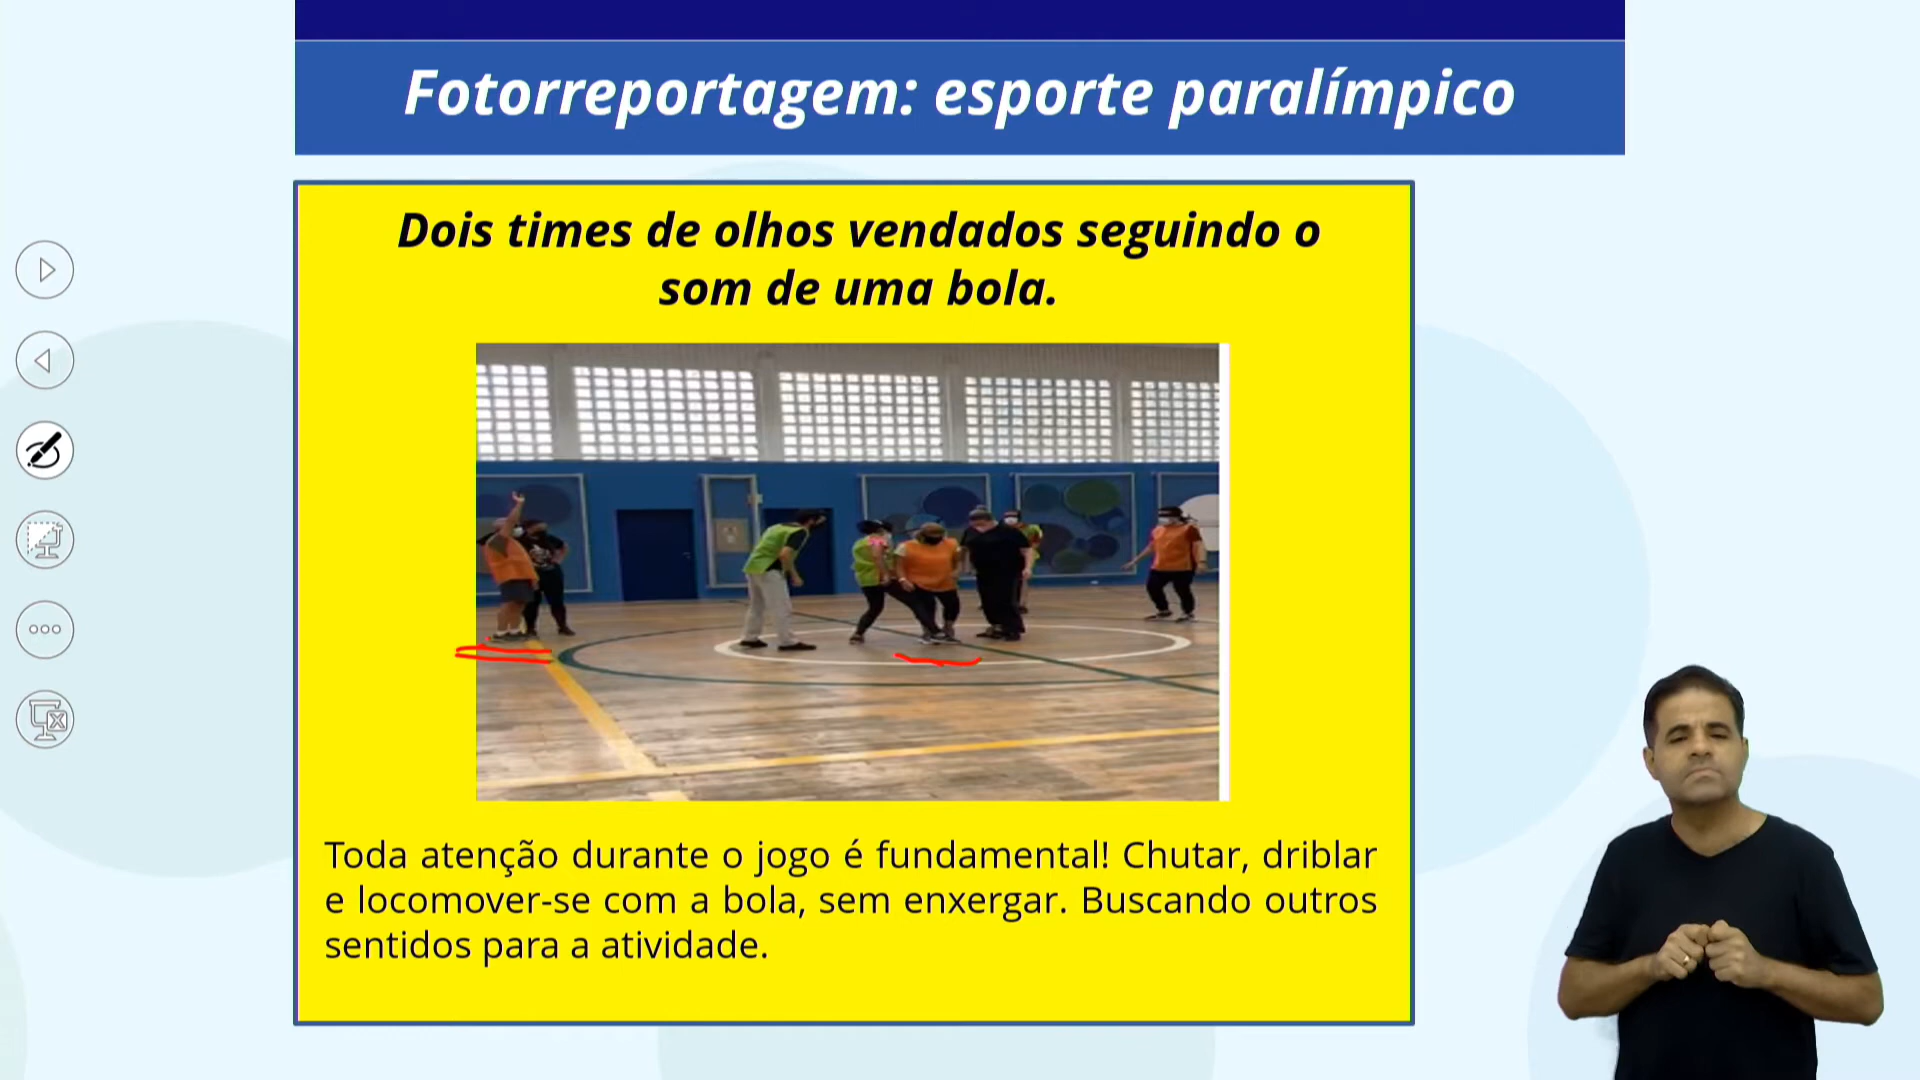 Fotorreportagem: esporte paralímpico
Dois times de olhos vendados seguindo o
som de uma bola.
Toda atenção durante o jogo é fundamental! Chutar, driblar
e locomover-se com a bola, sem enxergar. Buscando outros
sentidos para a atividade.